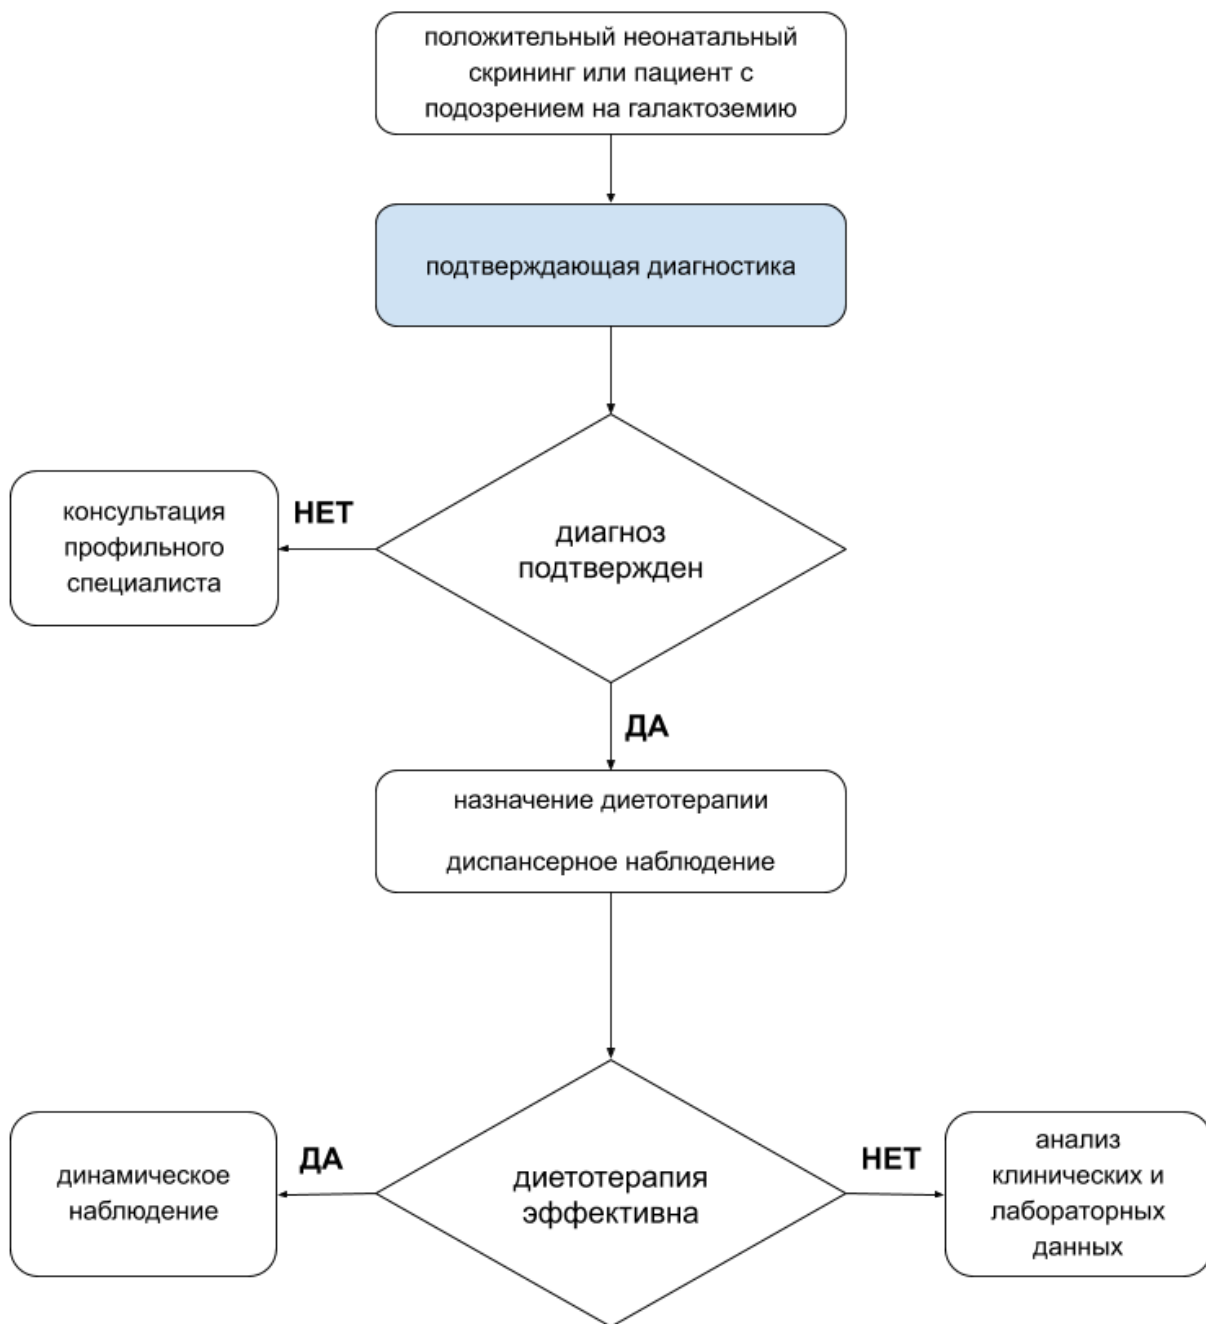 положительный неонатальный
скрининг или пациент с
подозрением на галактоземию
подтверждающая диагностика
диагноз
подтвержден
НЕТ
консультация
профильного
специалиста
ДА
назначение диетотерапии
диспансерное наблюдение
диетотерапия
эффективна
ДА
динамическое
наблюдение
НЕТ
анализ
клинических и
лабораторных
данных